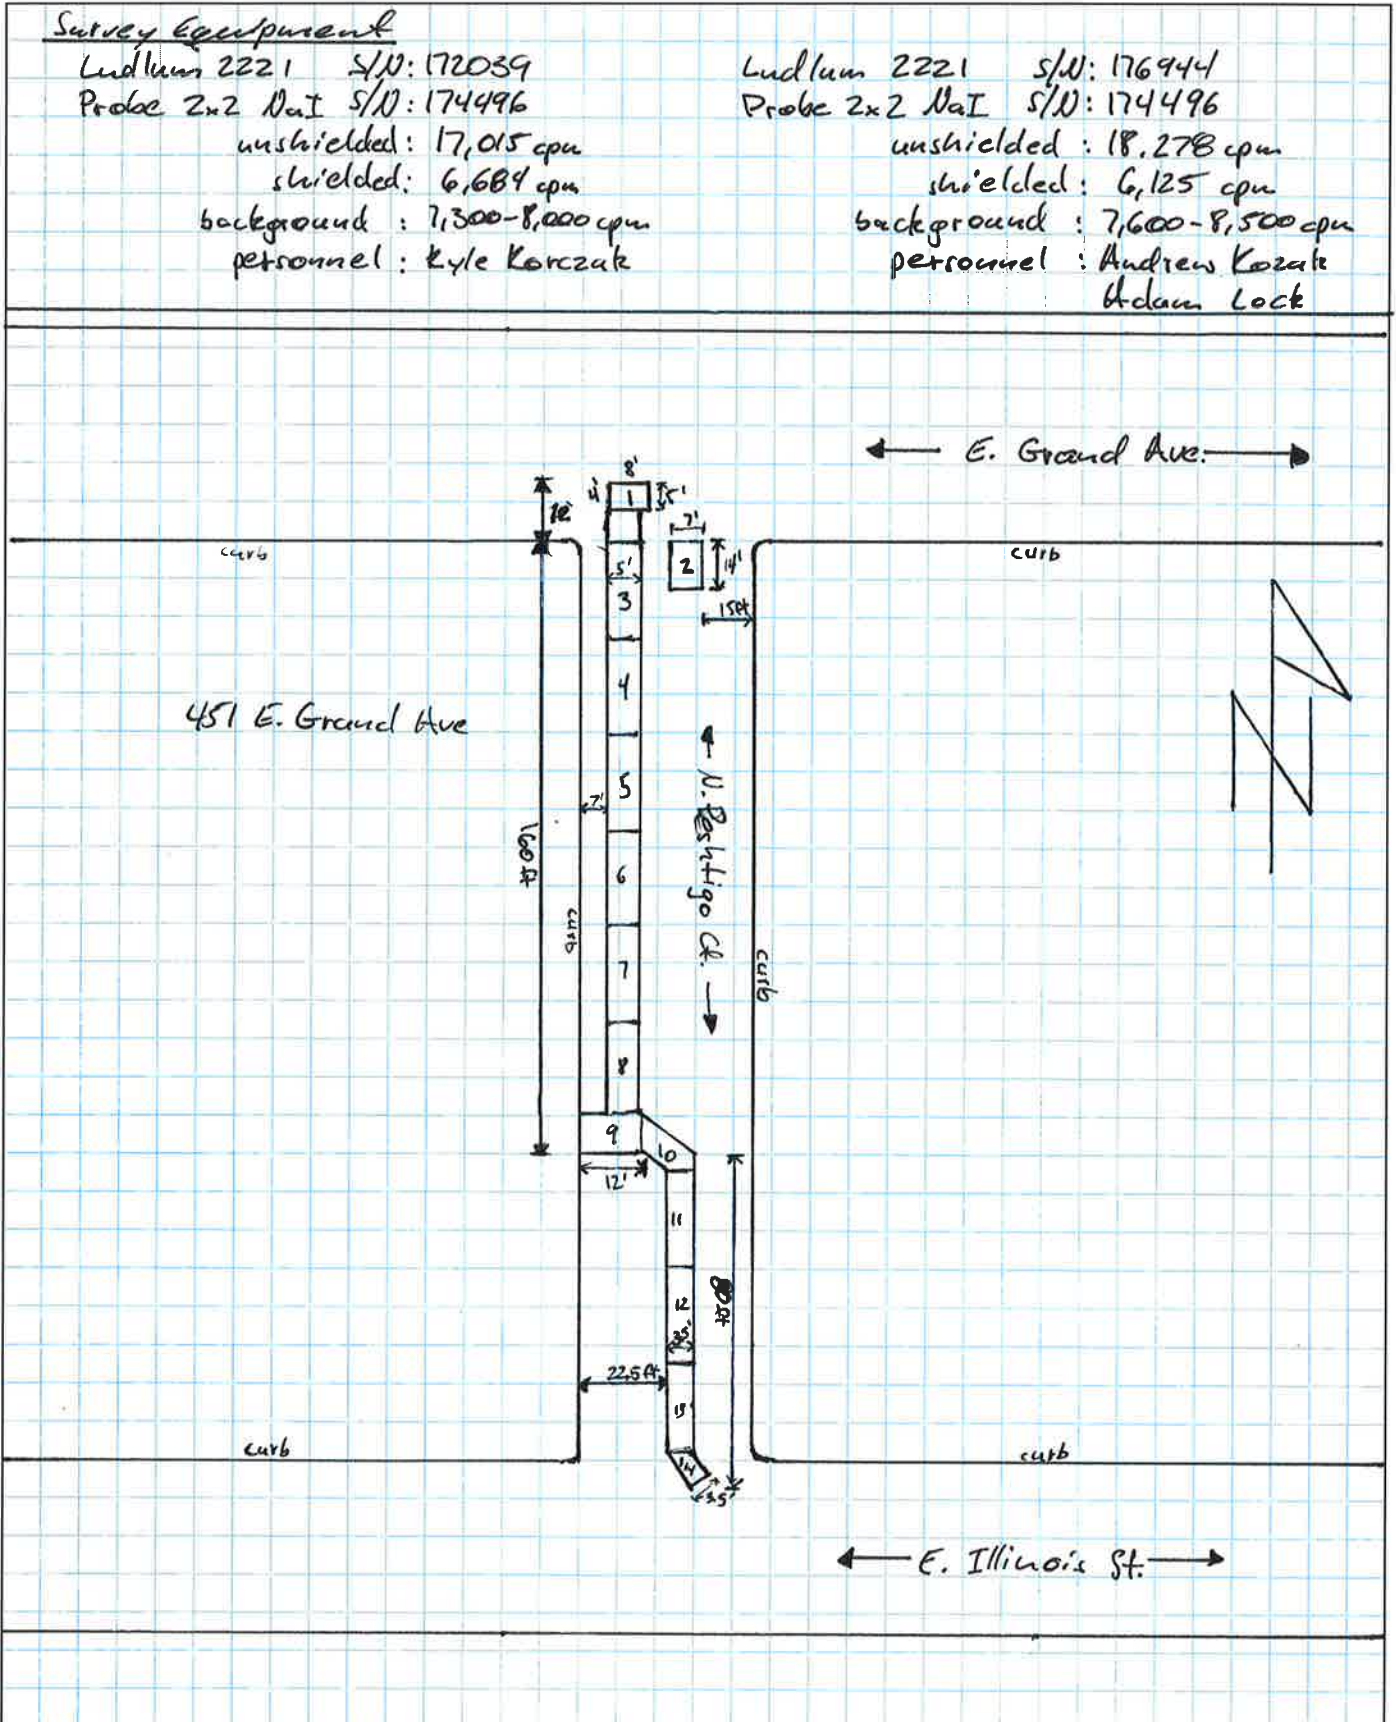 Survey Equipment
Ludlum 2221 S/N: 172039
Probe 2x2 NaI S/N: 174496
unshielded: 17,015 cpm
shielded: 6,684 cpm
background : 7,300-8,000 cpm
personnel : Kyle Korczak
Ludlum 2221 S/N: 176944
Probe 2x2 NaI S/N: 174496
unshielded : 18,278 cpm
shielded : 6,125 cpm
background : 7,600-8,500 cpm
personnel : Andrew Kozak
Adam Lock
E. Grand Ave.
8'
4'
1
5'
7'
curb
2
14'
curb
5'
3
15ft
4
451 E. Grand Ave
5
7'
N. Peshtigo Ct.
160 ft
6
curb
7
curb
8
9
10
12'
11
12
80 ft
3.5'
22.5 ft
13
curb
14
curb
3.5'
E. Illinois St.
N